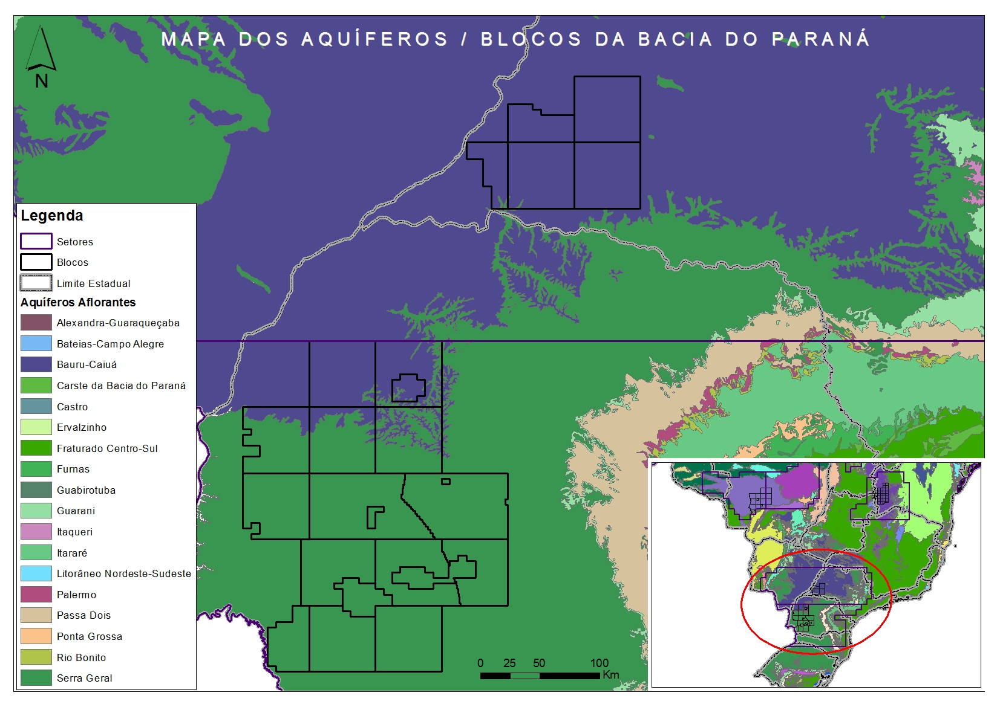 MAPA DOS AQUÍFEROS / BLOCOS DA BACIA DO PARANÁ
N
Legenda
Setores
Blocos
Limite Estadual
Aquíferos Aflorantes
Alexandra-Guaraqueçaba
Bateias-Campo Alegre
Bauru-Caiuá
Carste da Bacia do Paraná
Castro
Ervalzinho
Fraturado Centro-Sul
Furnas
Guabirotuba
Guarani
Itaqueri
Itararé
Litorâneo Nordeste-Sudeste
Palermo
Passa Dois
Ponta Grossa
Rio Bonito
Serra Geral
0 25 50 100
Km